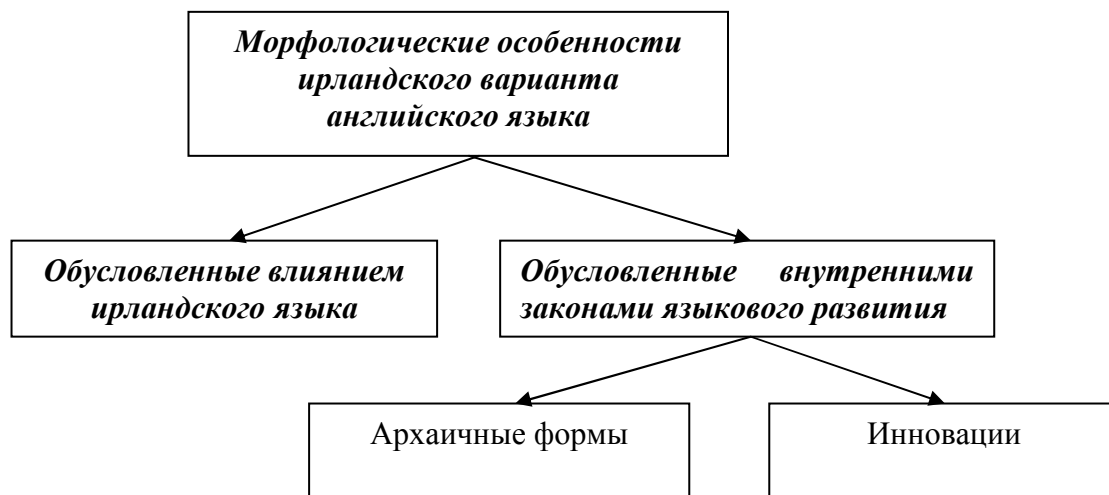 Морфологические особенности
ирландского варианта
английского языка
Обусловленные влиянием
ирландского языка
Обусловленные внутренними
законами языкового развития
Архаичные формы
Инновации